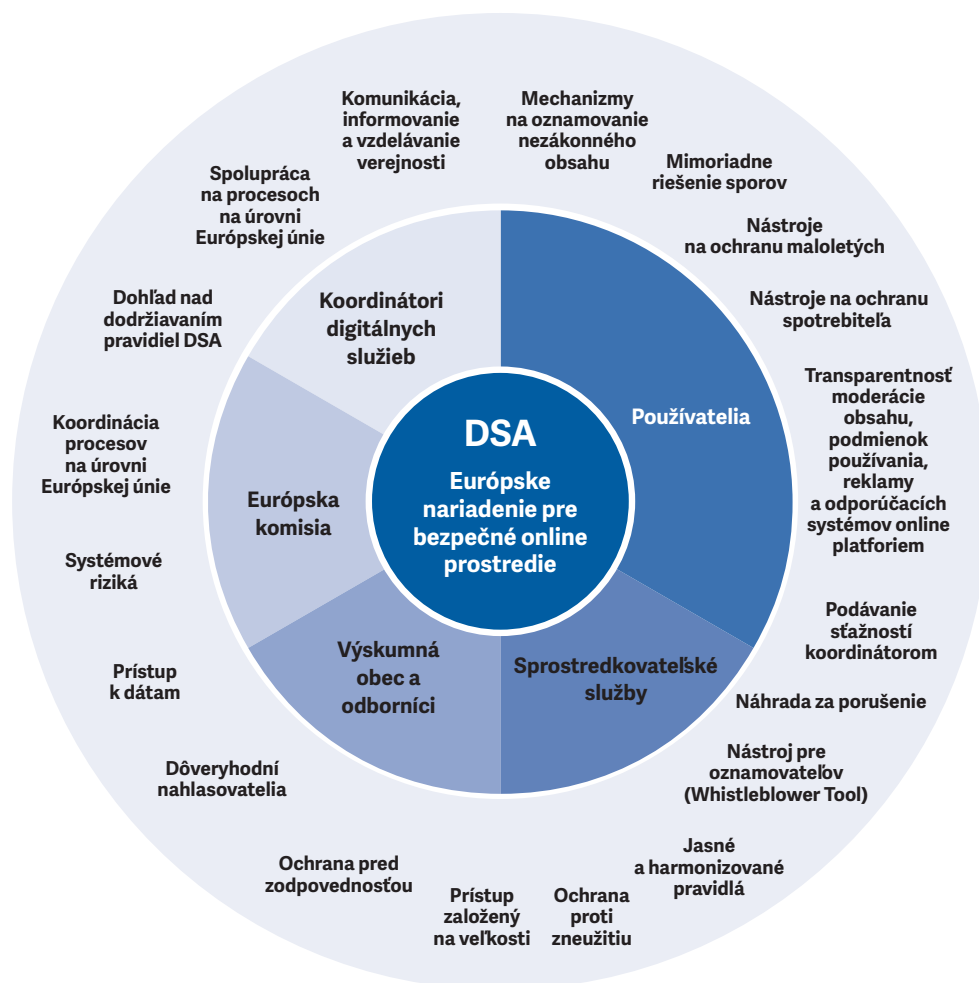 Komunikácia,
informovanie
a vzdelávanie
verejnosti
Mechanizmy
na oznamovanie
nezákonného
obsahu
Mimoriadne
riešenie sporov
Spolupráca
na procesoch
na úrovni
Európskej únie
Nástroje
na ochranu maloletých
Dohľad nad
dodržiavaním
pravidiel DSA
Nástroje na ochranu
spotrebiteľa
Koordinátori
digitálnych
služieb
Transparentnosť
moderácie
obsahu,
podmienok
používania,
reklamy
a odporúčacích
systémov online
platforiem
Používatelia
Koordinácia
procesov
na úrovni
Európskej únie
DSA
Európske
nariadenie pre
bezpečné online
prostredie
Európska
komisia
Systémové
riziká
Podávanie
sťažností
koordinátorom
Výskumná
obec a
odborníci
Sprostredkovateľské
služby
Prístup
k dátam
Náhrada za porušenie
Nástroj pre
oznamovateľov
(Whistleblower Tool)
Dôveryhodní
nahlasovatelia
Jasné
a harmonizované
pravidlá
Ochrana pred
zodpovednosťou
Prístup
založený
na veľkosti
Ochrana
proti
zneužitiu